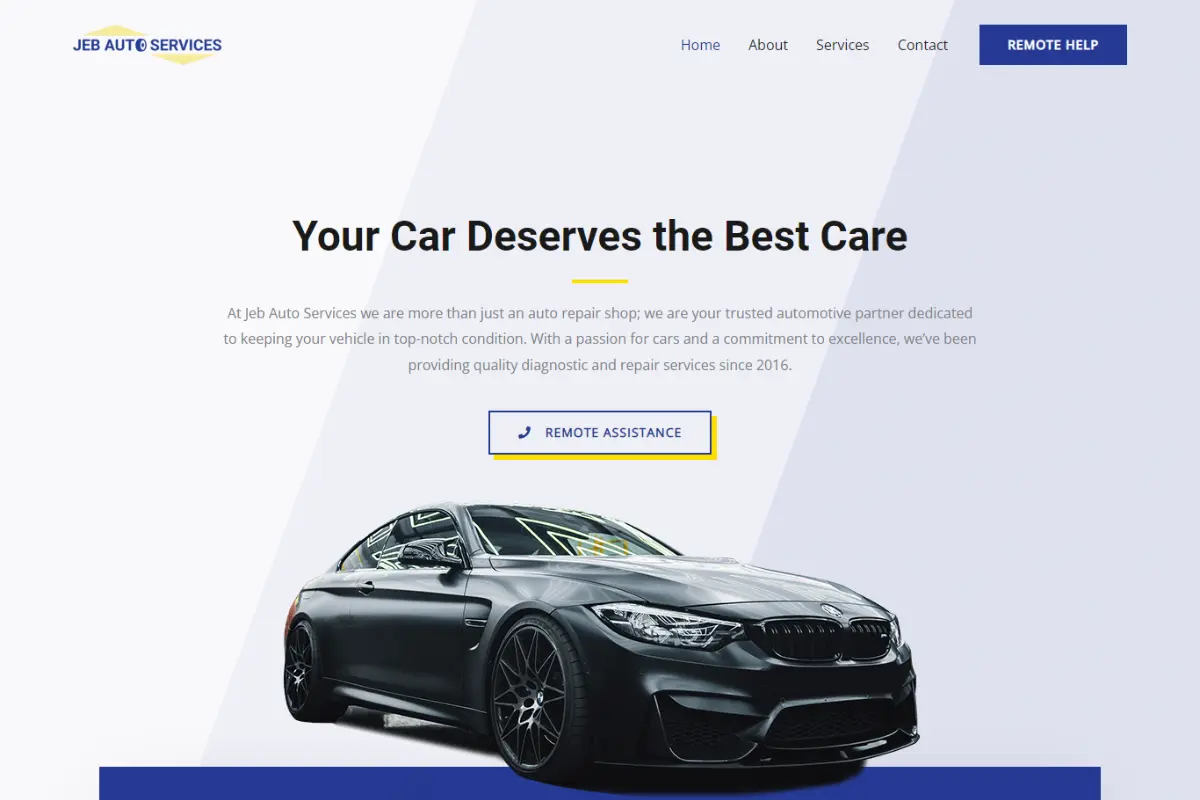 JEB AUTO SERVICES
Home About Services Contact REMOTE HELP
Your Car Deserves the Best Care
At Jeb Auto Services we are more than just an auto repair shop; we are your trusted automotive partner dedicated
to keeping your vehicle in top-notch condition. With a passion for cars and a commitment to excellence, we’ve been
providing quality diagnostic and repair services since 2016.
REMOTE ASSISTANCE